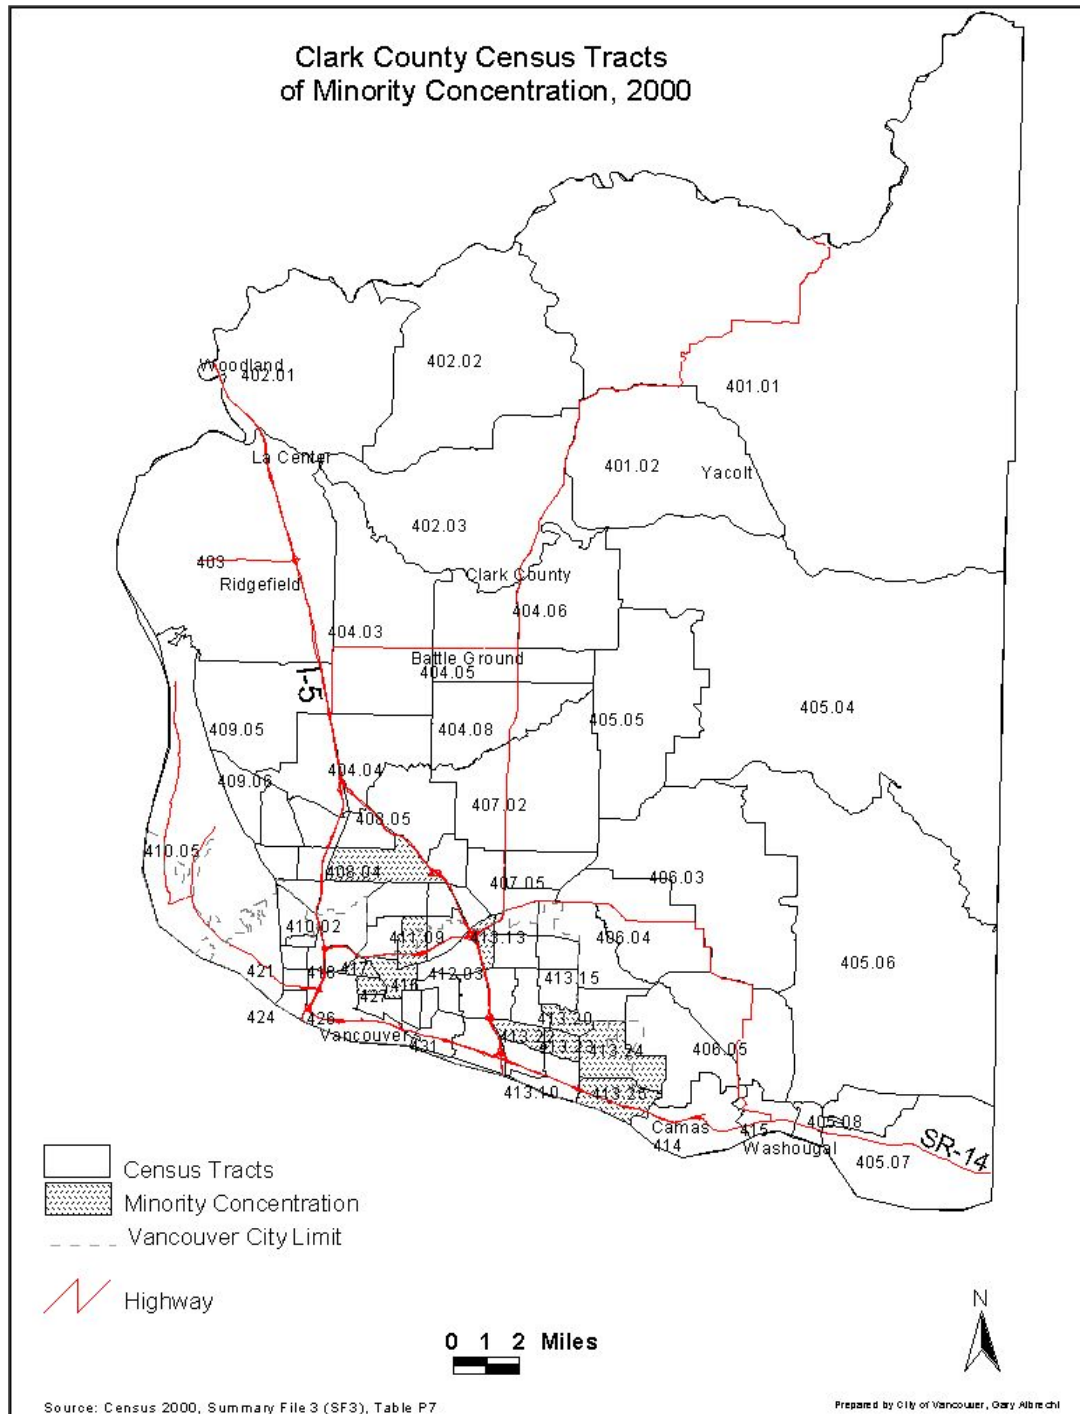 Clark County Census Tracts
of Minority Concentration, 2000
402.02
Woodland
402.01
401.01
La Center
401.02
Yacolt
402.03
403
Ridgefield
Clark County
404.06
404.03
Battle Ground
404.05
I-5
405.04
409.05
404.08
405.05
404.04
409.06
407.02
408.05
410.05
408.04
407.05
406.03
410.02
411.09
413.13
406.04
405.06
421
418
417
412.03
413.15
416
427
424
426
413.20
Vancouver
431
413.22
413.23
413.24
406.05
413.10
413.25
Camas
414
415
405.08
Washougal
405.07
SR-14
Census Tracts
Minority Concentration
Vancouver City Limit
Highway
N
0 1 2 Miles
Source: Census 2000, Summary File 3 (SF3), Table P7
Prepared by City of Vancouver, Gary Albrecht